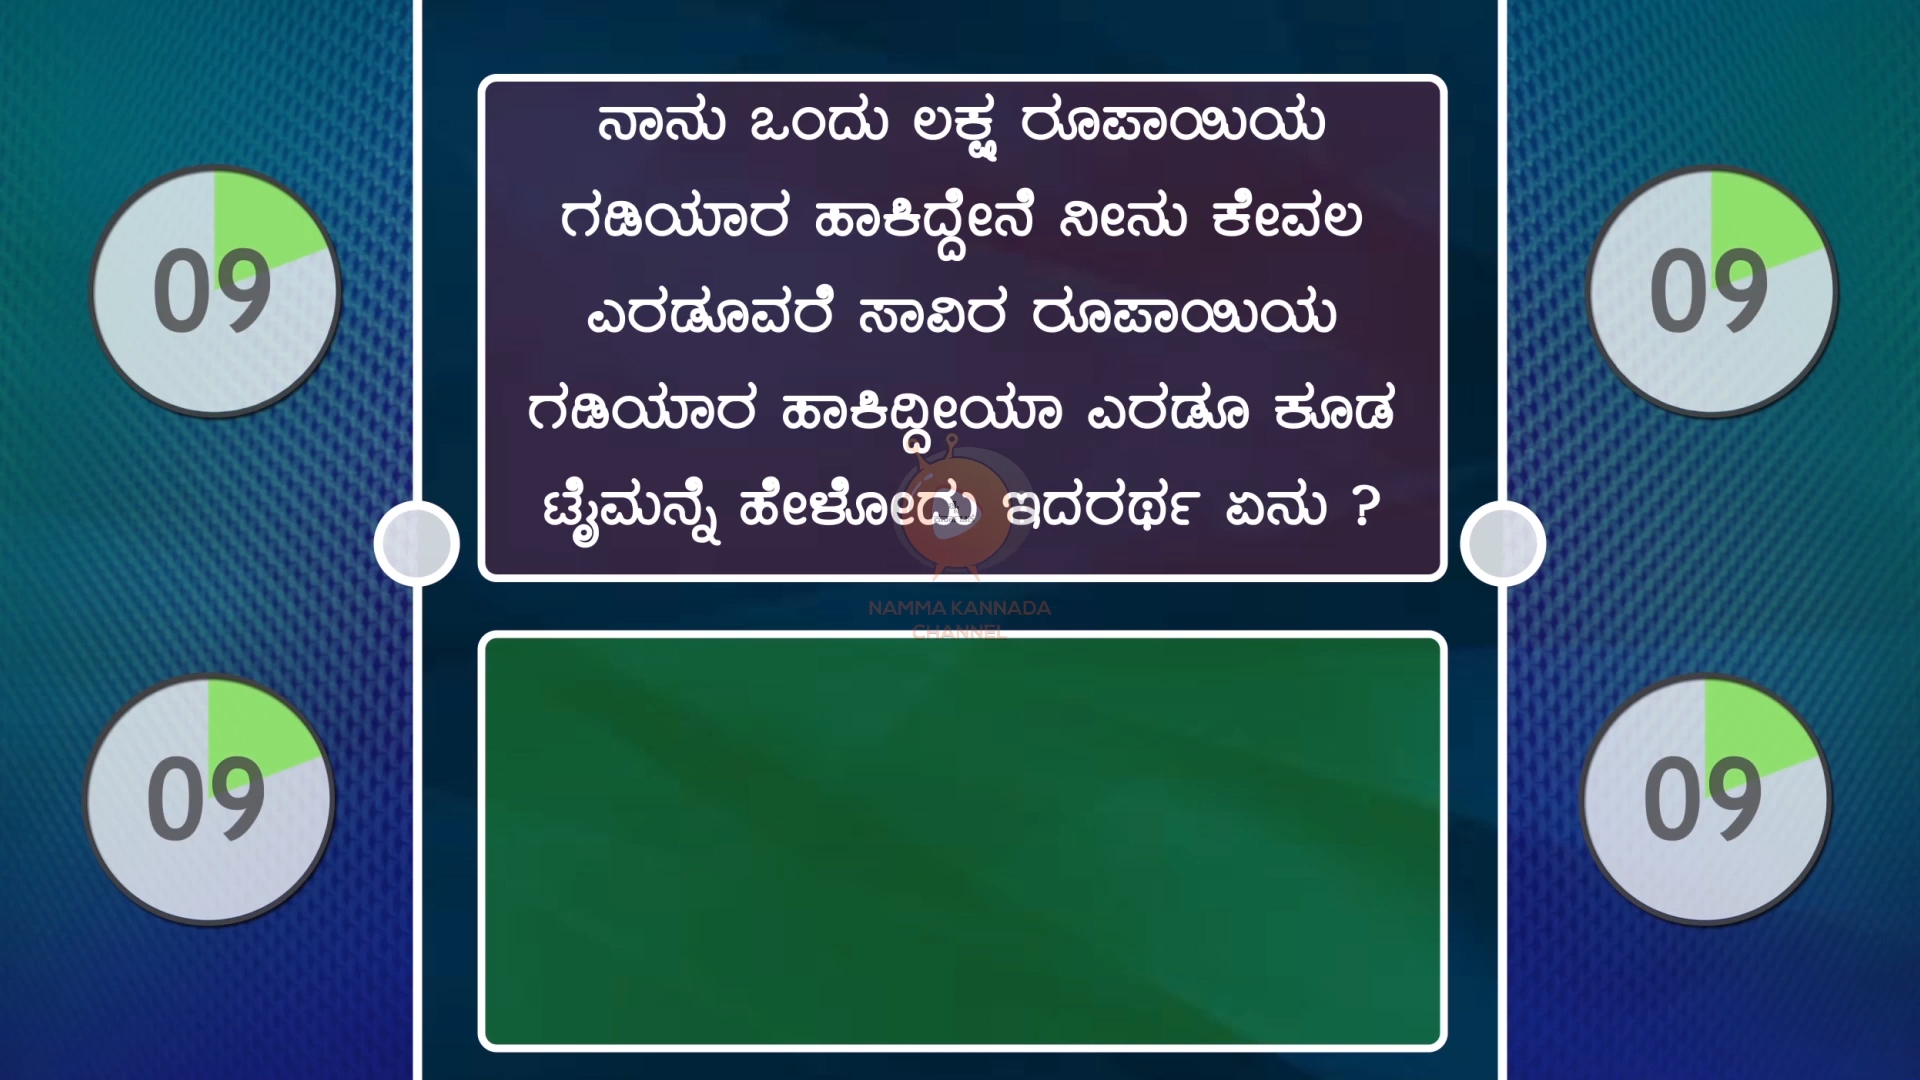 ನಾನು ಒಂದು ಲಕ್ಷ ರೂಪಾಯಿಯ
ಗಡಿಯಾರ ಹಾಕಿದ್ದೇನೆ ನೀನು ಕೇವಲ
ಎರಡೂವರೆ ಸಾವಿರ ರೂಪಾಯಿಯ
ಗಡಿಯಾರ ಹಾಕಿದ್ದೀಯಾ ಎರಡೂ ಕೂಡ
ಟೈಮನ್ನೆ ಹೇಳೋದು ಇದರರ್ಥ ಏನು ?
NAMMA KANNADA
CHANNEL
09
09
09
09